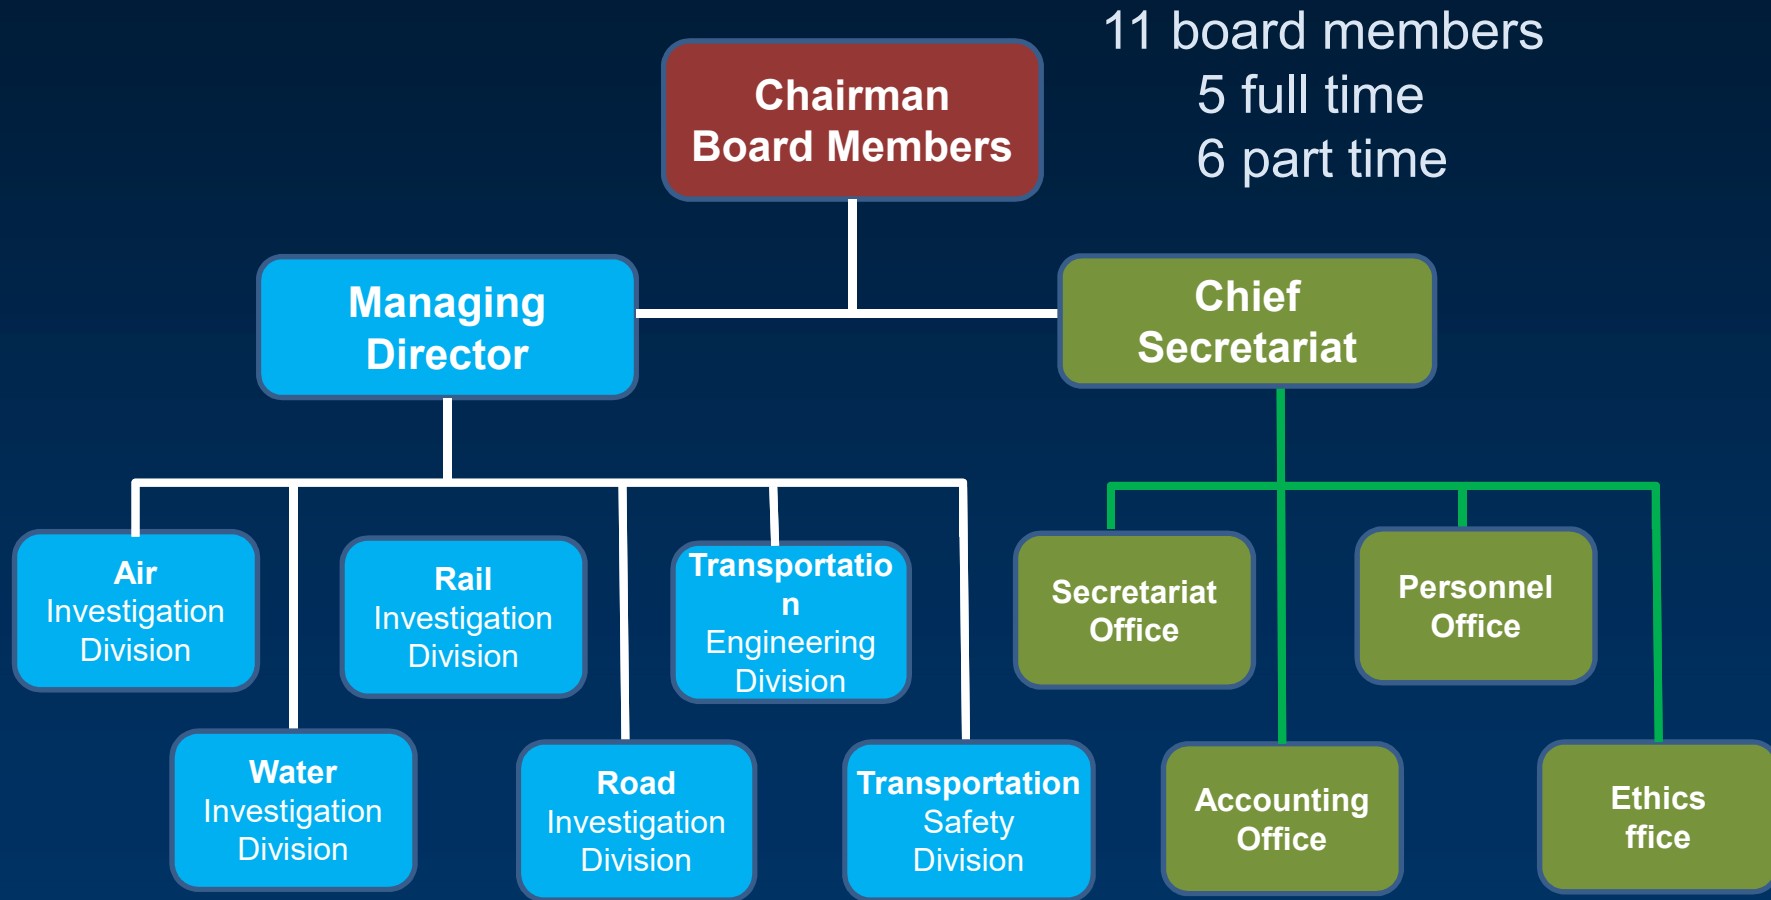 11 board members
5 full time
6 part time
Chairman
Board Members
Managing
Director
Chief
Secretariat
Air
Investigation
Division
Rail
Investigation
Division
Transportatio
n
Engineering
Division
Secretariat
Office
Personnel
Office
Water
Investigation
Division
Road
Investigation
Division
Transportation
Safety
Division
Accounting
Office
Ethics
ffice